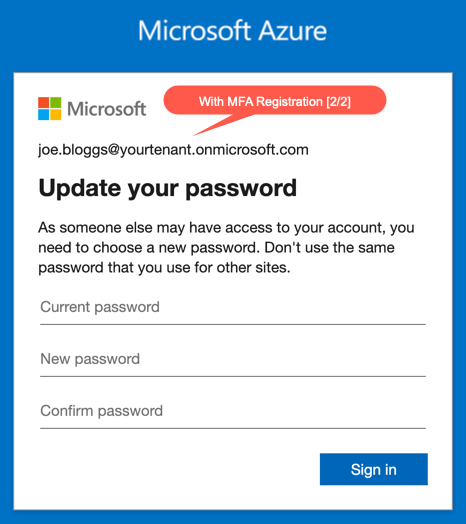 Microsoft Azure
Microsoft
With MFA Registration [2/2]
joe.bloggs@yourtenant.onmicrosoft.com
Update your password
As someone else may have access to your account, you
need to choose a new password. Don't use the same
password that you use for other sites.
Current password
New password
Confirm password
Sign in